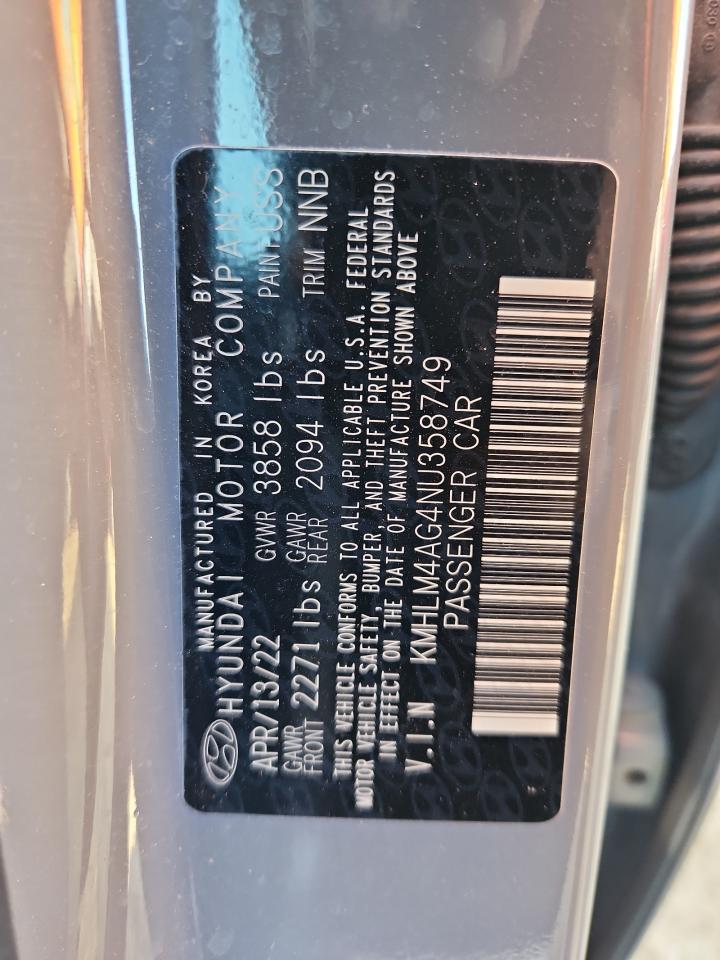 MANUFACTURED IN KOREA BY
HYUNDAI MOTOR COMPANY
APR/13/22 GVWR 3858 lbs PAINT USS
GAWR FRONT 2271 lbs GAWR REAR 2094 lbs TRIM NNB
THIS VEHICLE CONFORMS TO ALL APPLICABLE U.S.A. FEDERAL
MOTOR VEHICLE SAFETY, BUMPER, AND THEFT PREVENTION STANDARDS
IN EFFECT ON THE DATE OF MANUFACTURE SHOWN ABOVE
V.I.N KMHLM4AG4NU358749
PASSENGER CAR